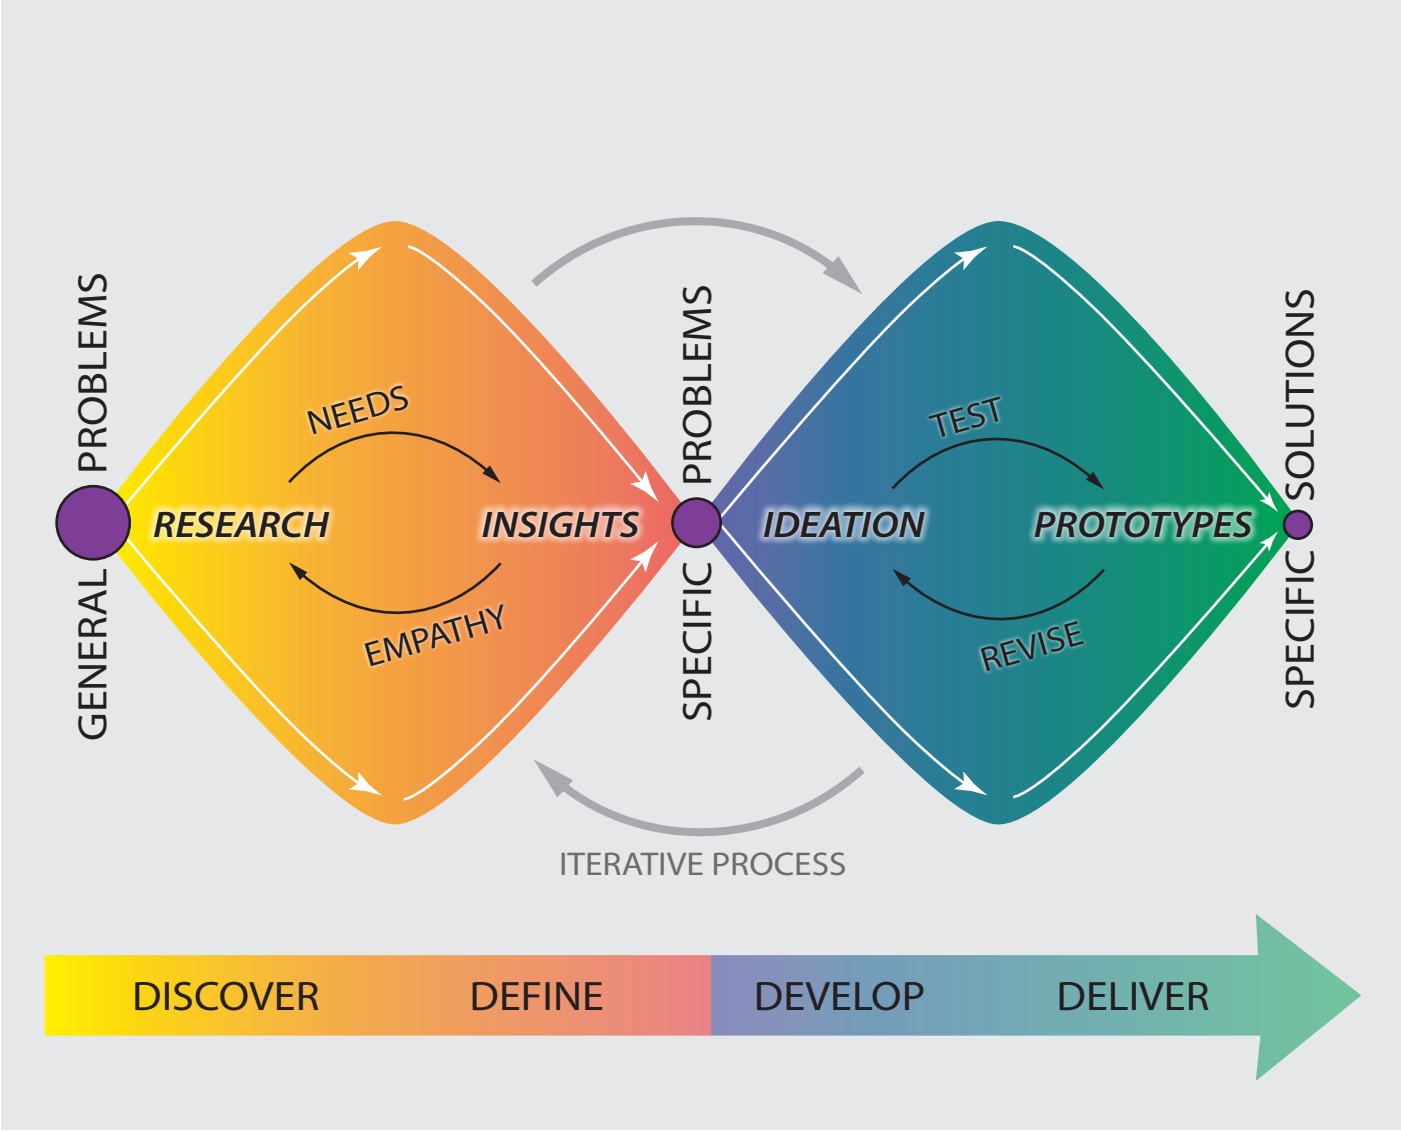 GENERAL PROBLEMS
NEEDS
RESEARCH
INSIGHTS
EMPATHY
SPECIFIC PROBLEMS
TEST
IDEATION
PROTOTYPES
REVISE
SPECIFIC SOLUTIONS
ITERATIVE PROCESS
DISCOVER
DEFINE
DEVELOP
DELIVER